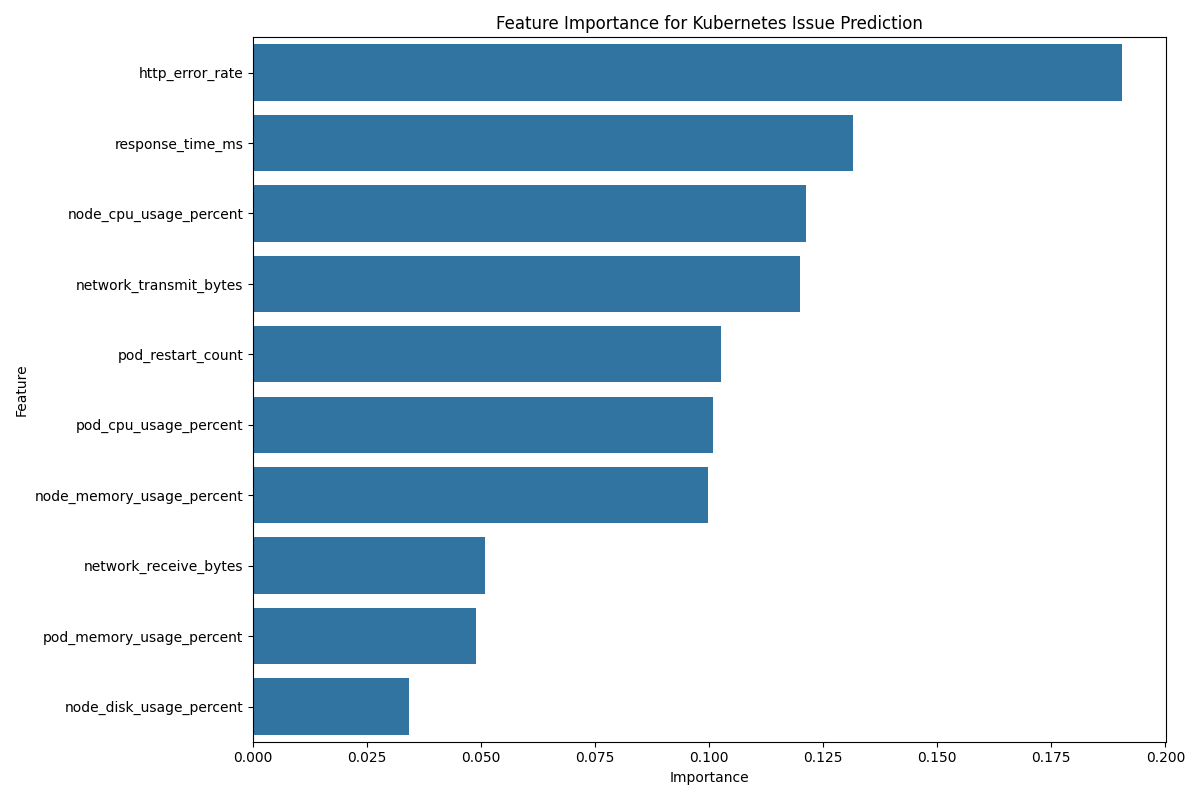 Feature Importance for Kubernetes Issue Prediction
http_error_rate
response_time_ms
node_cpu_usage_percent
network_transmit_bytes
pod_restart_count
pod_cpu_usage_percent
node_memory_usage_percent
network_receive_bytes
pod_memory_usage_percent
node_disk_usage_percent
Feature
0.000 0.025 0.050 0.075 0.100 0.125 0.150 0.175 0.200
Importance